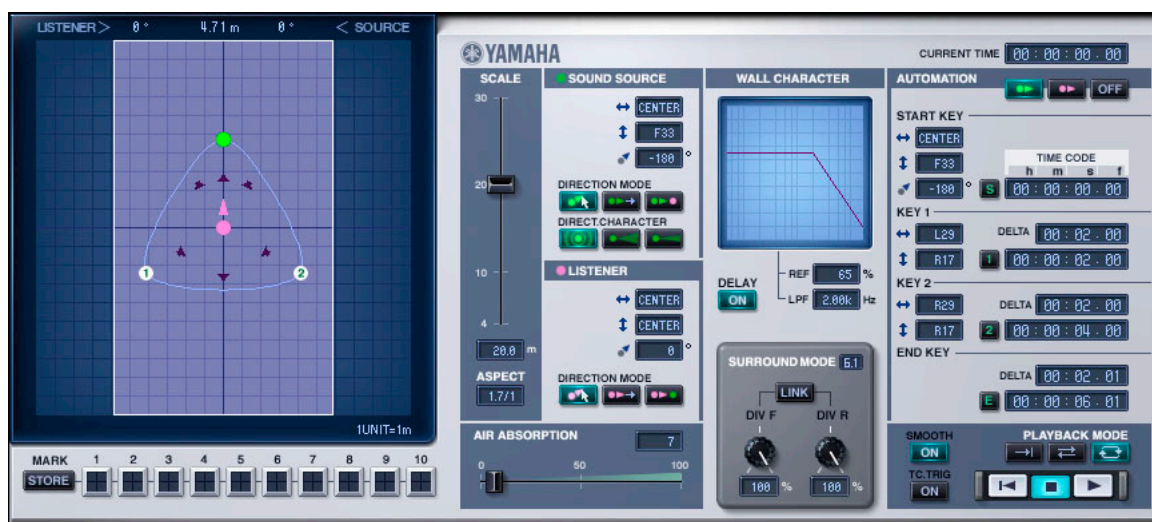 LISTENER> 0° 4.71 m 0° < SOURCE
1
2
1UNIT=1m
MARK 1 2 3 4 5 6 7 8 9 10
STORE
YAMAHA
CURRENT TIME 00 : 00 : 00 . 00
SCALE
30
20
10
4
20.0 m
ASPECT
1.7/1
SOUND SOURCE
CENTER
F33
-180 °
DIRECTION MODE
DIRECT.CHARACTER
LISTENER
CENTER
CENTER
0 °
DIRECTION MODE
AIR ABSORPTION 7
0 50 100
WALL CHARACTER
DELAY
ON
REF 65 %
LPF 2.00k Hz
SURROUND MODE 6.1
LINK
DIV F DIV R
100 % 100 %
AUTOMATION OFF
START KEY
CENTER
F33
-180 °
TIME CODE
h m s f
S 00 : 00 : 00 . 00
KEY 1
L29 DELTA 00 : 02 . 00
R17 1 00 : 00 : 02 . 00
KEY 2
R29 DELTA 00 : 02 . 00
R17 2 00 : 00 : 04 . 00
END KEY
DELTA 00 : 02 . 01
E 00 : 00 : 06 . 01
SMOOTH
ON
TC.TRIG
ON
PLAYBACK MODE